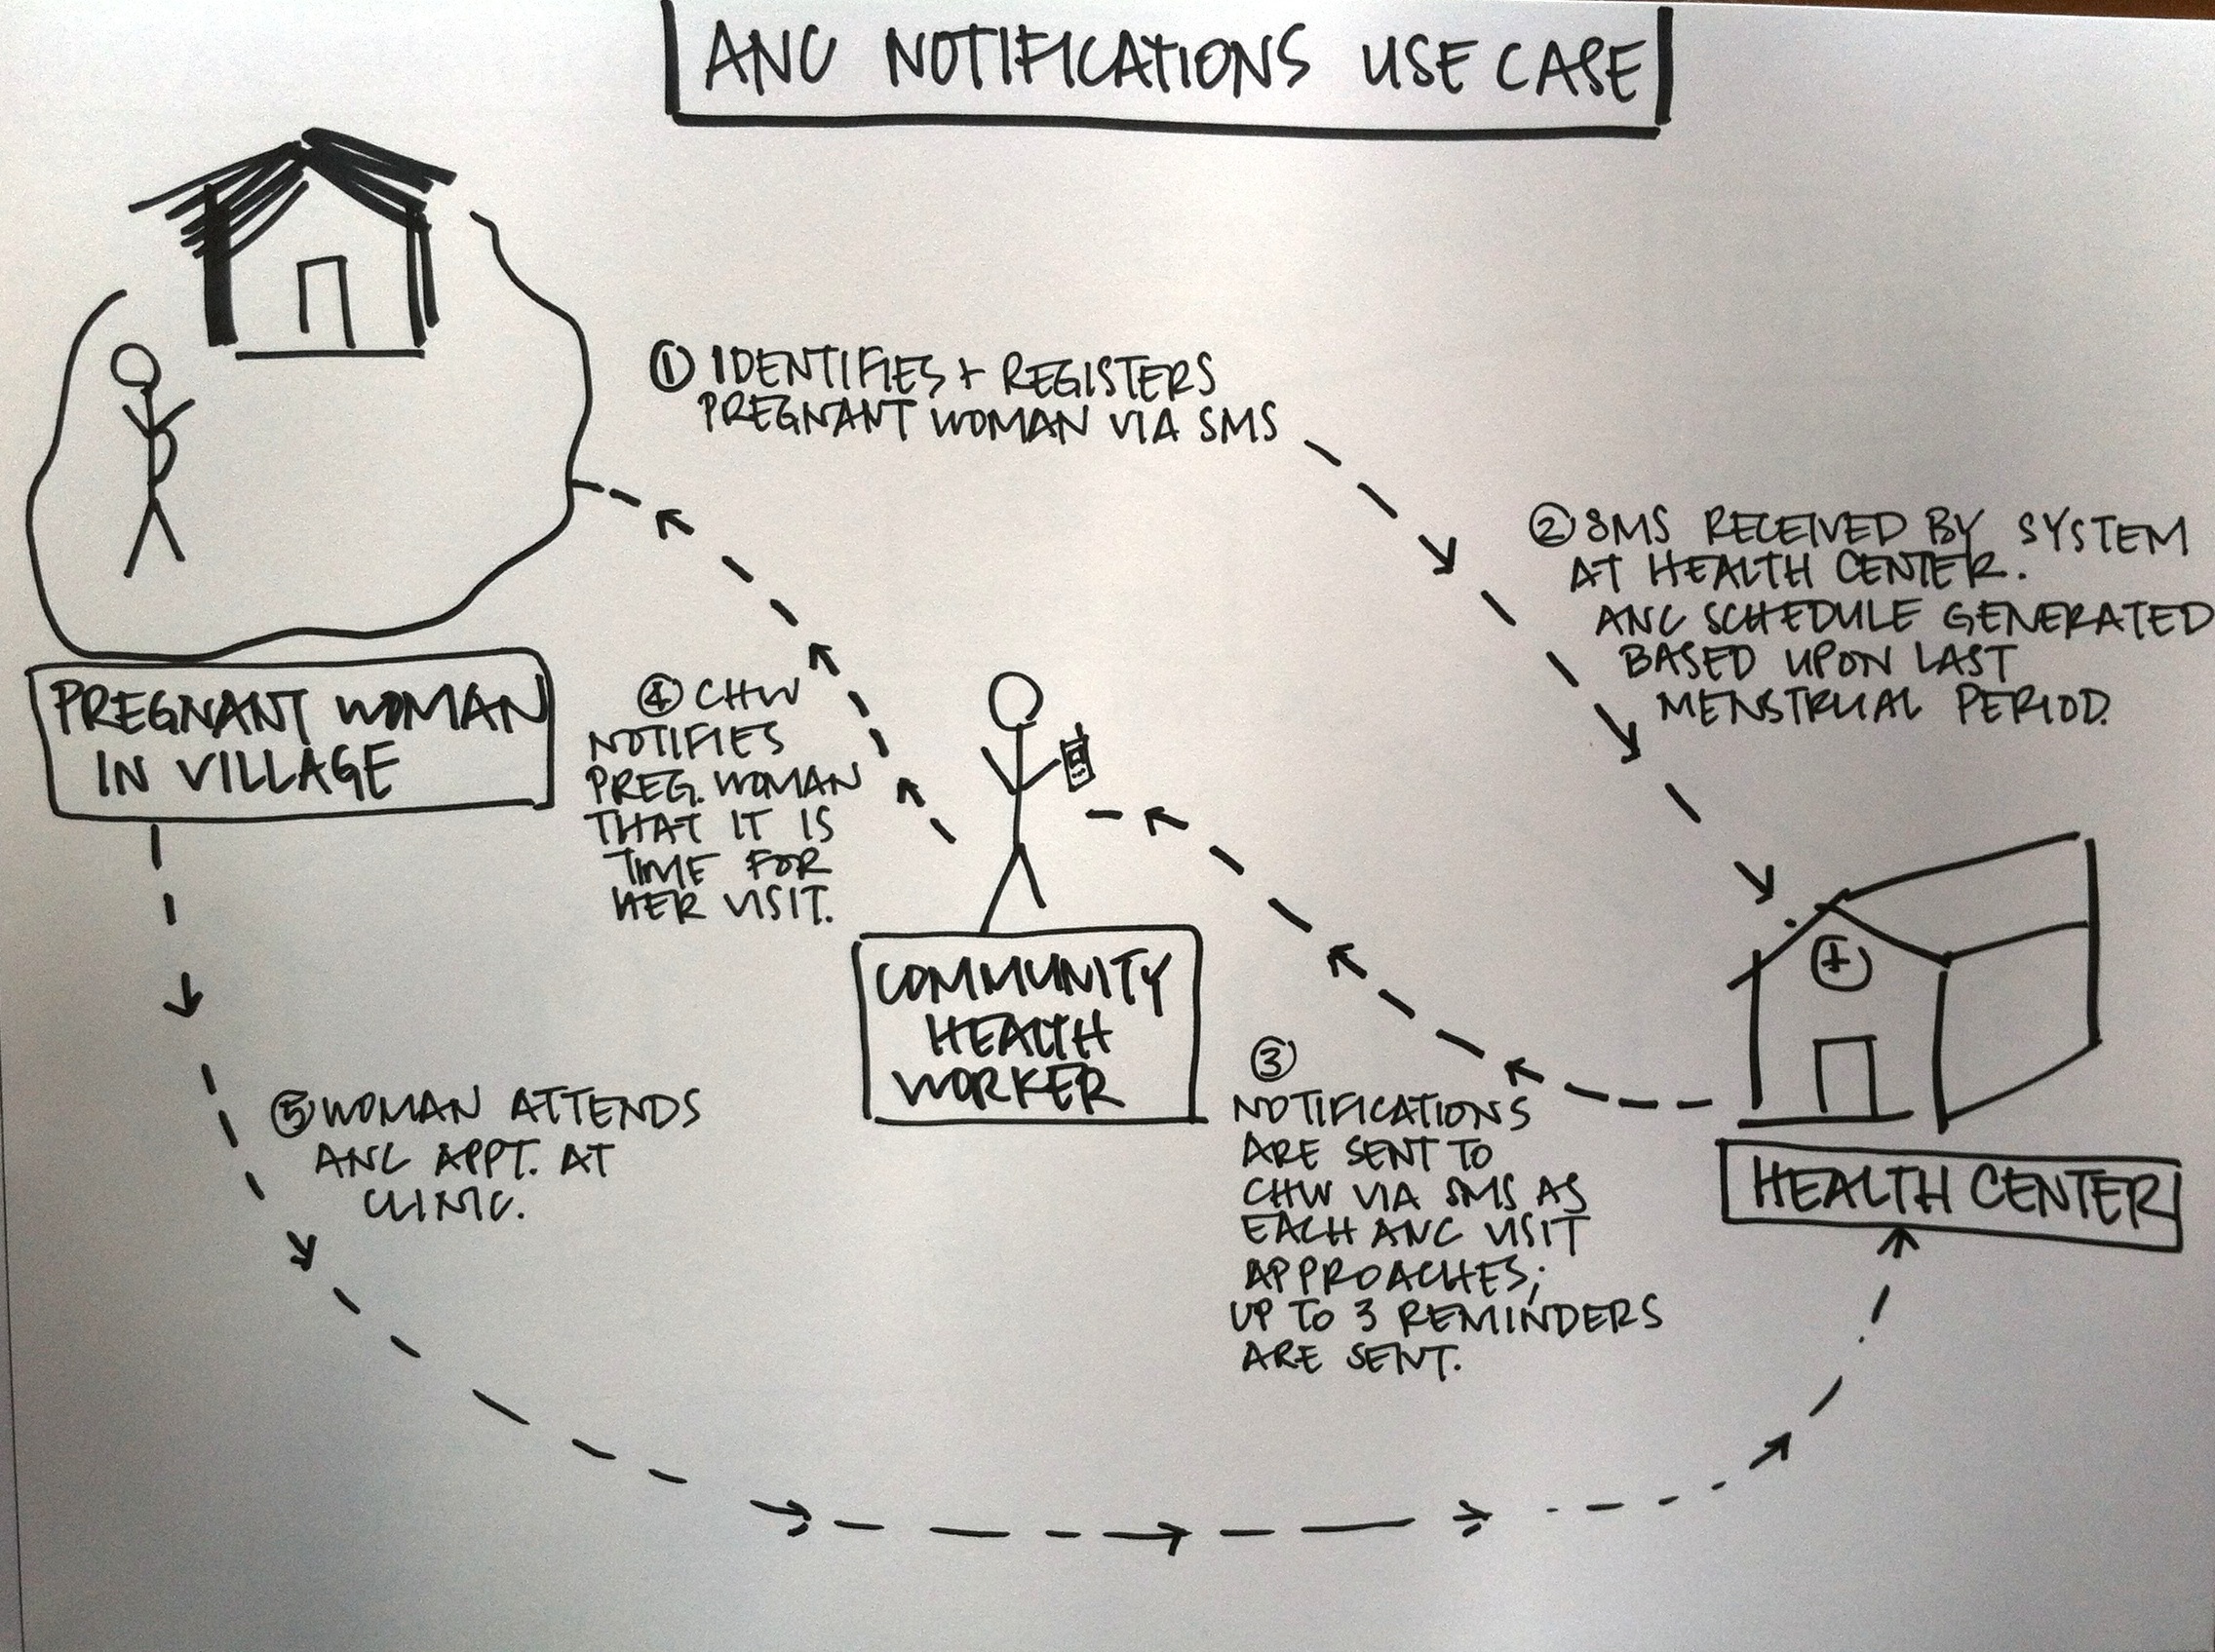 ANC NOTIFICATIONS USE CASE
① IDENTIFIES + REGISTERS
PREGNANT WOMAN VIA SMS
② SMS RECEIVED BY SYSTEM
AT HEALTH CENTER.
ANC SCHEDULE GENERATED
BASED UPON LAST
MENSTRUAL PERIOD.
PREGNANT WOMAN
IN VILLAGE
④ CHW
NOTIFIES
PREG. WOMAN
THAT IT IS
TIME FOR
HER VISIT.
COMMUNITY
HEALTH
WORKER
③
NOTIFICATIONS
ARE SENT TO
CHW VIA SMS AS
EACH ANC VISIT
APPROACHES;
UP TO 3 REMINDERS
ARE SENT.
HEALTH CENTER
⑤ WOMAN ATTENDS
ANC APPT. AT
CLINIC.